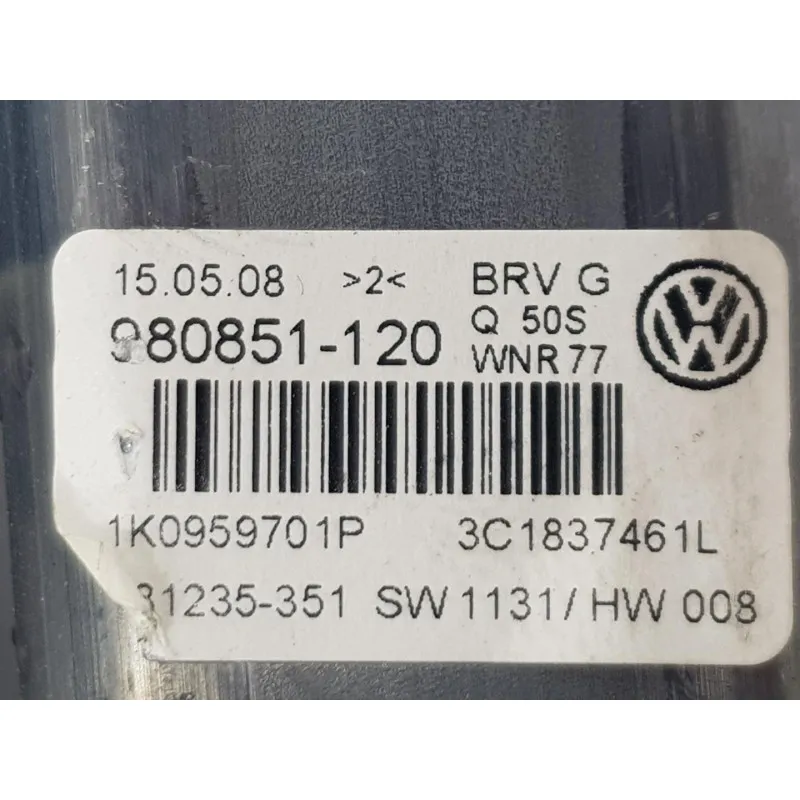 15.05.08 >2< BRV G
980851-120 Q 50S
WNR 77
1K0959701P 3C1837461L
31235-351 SW 1131/ HW 008